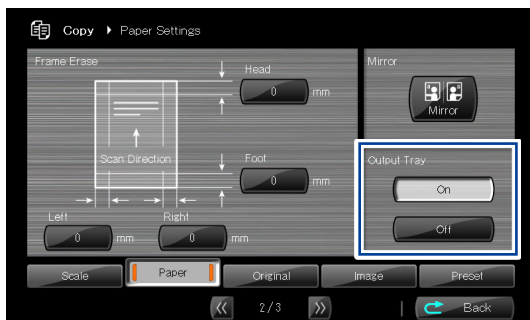 Copy Paper Settings
Frame Erase
Head
0 mm
Scan Direction
Foot
0 mm
Left
0 mm
Right
0 mm
Mirror
Mirror
Output Tray
On
Off
Scale Paper Original Image Preset
2/3
Back